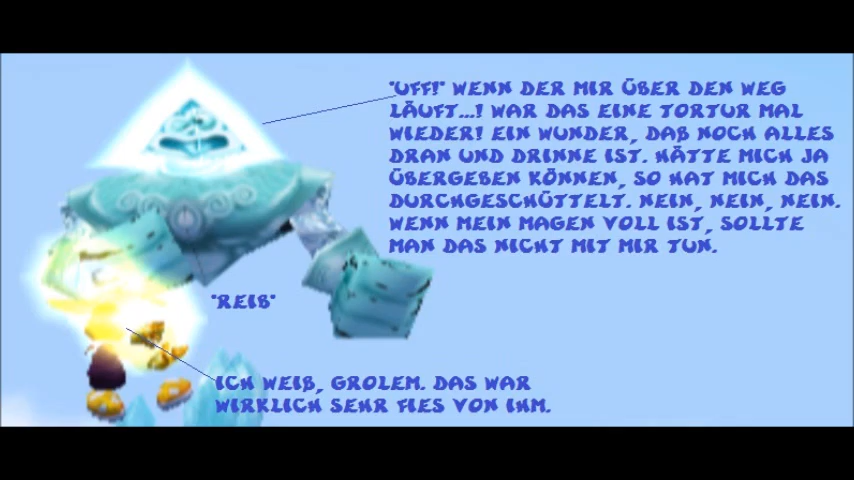 "UFF!" WENN DER MIR ÜBER DEN WEG
LÄUFT...! WAR DAS EINE TORTUR MAL
WIEDER! EIN WUNDER, DAß NOCH ALLES
DRAN UND DRINNE IST. HÄTTE MICH JA
ÜBERGEBEN KÖNNEN, SO HAT MICH DAS
DURCHGESCHÜTTELT. NEIN, NEIN, NEIN.
WENN MEIN MAGEN VOLL IST, SOLLTE
MAN DAS NICHT MIT MIR TUN.
"REIB"
ICH WEIß, GROLEM. DAS WAR
WIRKLICH SEHR FIES VON IHM.